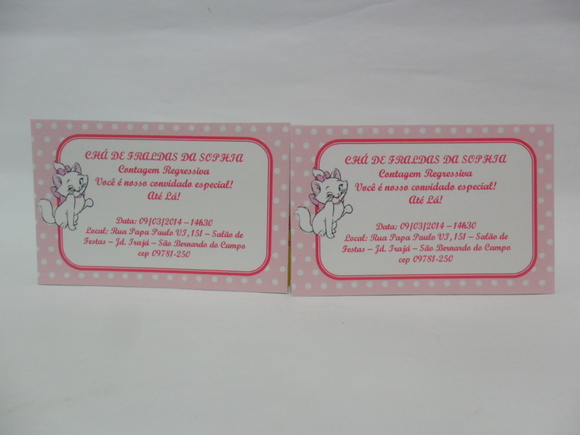 CHÁ DE FRALDAS DA SOPHIA
Contagem Regressiva
Você é nosso convidado especial!
Até Lá!
Data: 09/03/2014 – 14h30
Local: Rua Papa Paulo VI, 151 – Salão de
Festas – Jd. Irajá – São Bernardo do Campo
cep 09781-250
CHÁ DE FRALDAS DA SOPHIA
Contagem Regressiva
Você é nosso convidado especial!
Até Lá!
Data: 09/03/2014 – 14h30
Local: Rua Papa Paulo VI, 151 – Salão de
Festas – Jd. Irajá – São Bernardo do Campo
cep 09781-250